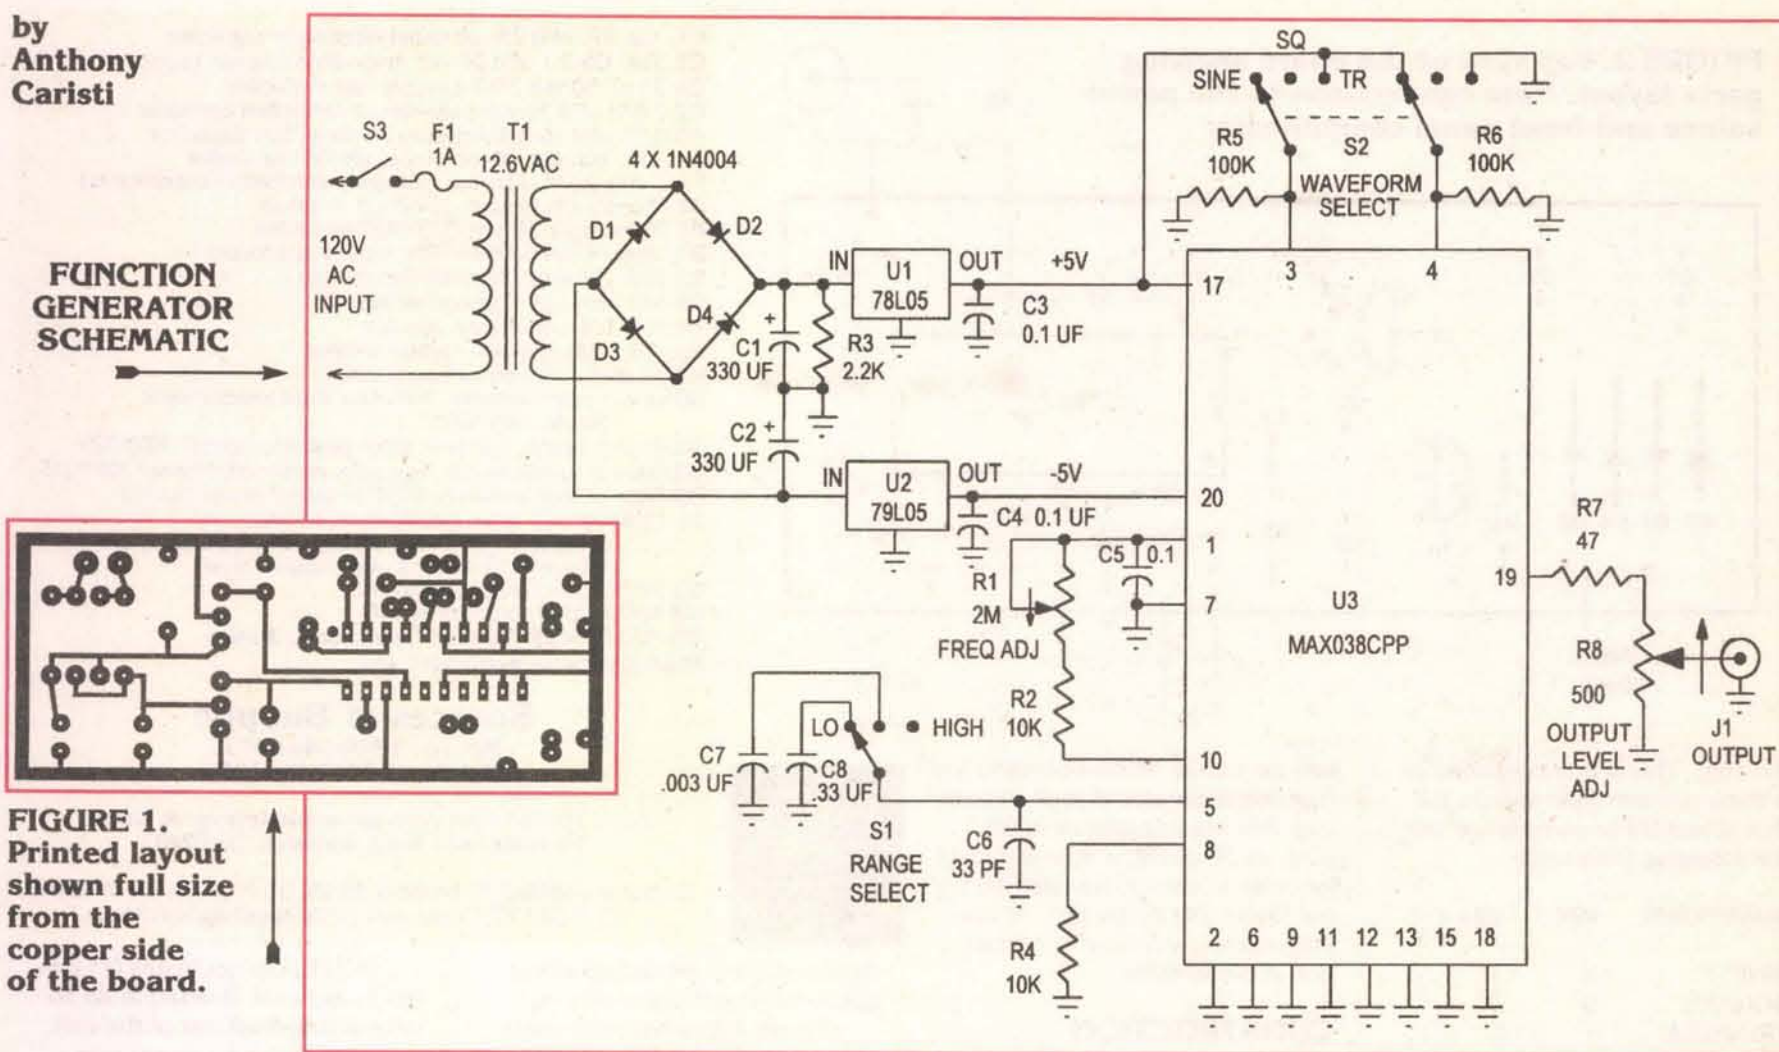 by
Anthony
Caristi
FUNCTION
GENERATOR
SCHEMATIC
S3
F1
1A
T1
12.6VAC
4 X 1N4004
120V
AC
INPUT
D1
D2
D3
D4
C1
330 UF
+
R3
2.2K
C2
+
330 UF
IN
U1
78L05
OUT
+5V
C3
0.1 UF
IN
U2
79L05
OUT
-5V
C4 0.1 UF
SQ
SINE
TR
R5
100K
S2
R6
100K
WAVEFORM
SELECT
3
4
17
20
1
7
10
5
8
19
U3
MAX038CPP
2 6 9 11 12 13 15 18
C5 0.1
R1
2M
FREQ ADJ
R2
10K
LO
HIGH
C7
.003 UF
C8
.33 UF
S1
RANGE
SELECT
C6
33 PF
R4
10K
R7
47
R8
500
OUTPUT
LEVEL
ADJ
J1
OUTPUT
FIGURE 1.
Printed layout
shown full size
from the
copper side
of the board.